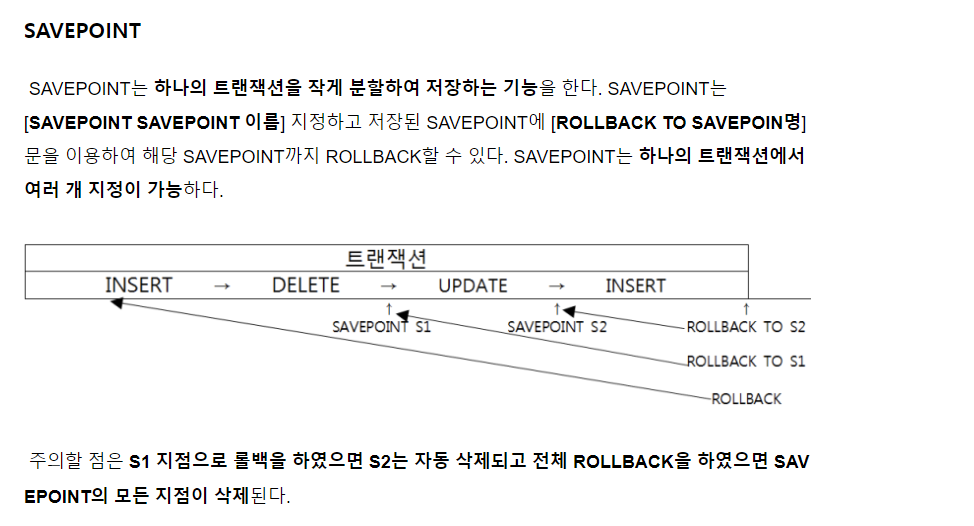 SAVEPOINT
SAVEPOINT는 하나의 트랜잭션을 작게 분할하여 저장하는 기능을 한다. SAVEPOINT는
[SAVEPOINT SAVEPOINT 이름] 지정하고 저장된 SAVEPOINT에 [ROLLBACK TO SAVEPOIN명]
문을 이용하여 해당 SAVEPOINT까지 ROLLBACK할 수 있다. SAVEPOINT는 하나의 트랜잭션에서
여러 개 지정이 가능하다.
트랜잭션
INSERT → DELETE → UPDATE → INSERT
↑ ↑ ↑
SAVEPOINT S1 SAVEPOINT S2 ROLLBACK TO S2
ROLLBACK TO S1
ROLLBACK
주의할 점은 S1 지점으로 롤백을 하였으면 S2는 자동 삭제되고 전체 ROLLBACK을 하였으면 SAV
EPOINT의 모든 지점이 삭제된다.